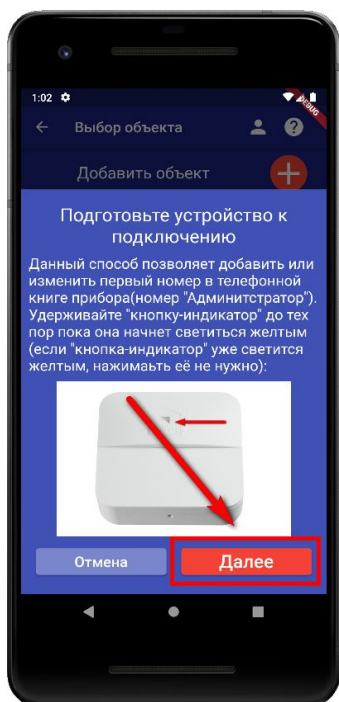 1:02
DEBUG
Выбор объекта
Добавить объект
Подготовьте устройство к
подключению
Данный способ позволяет добавить или
изменить первый номер в телефонной
книге прибора(номер "Админитстратор").
Удерживайте "кнопку-индикатор" до тех
пор пока она начнет светиться желтым
(если "кнопка-индикатор" уже светится
желтым, нажимаьть её не нужно):
Отмена
Далее